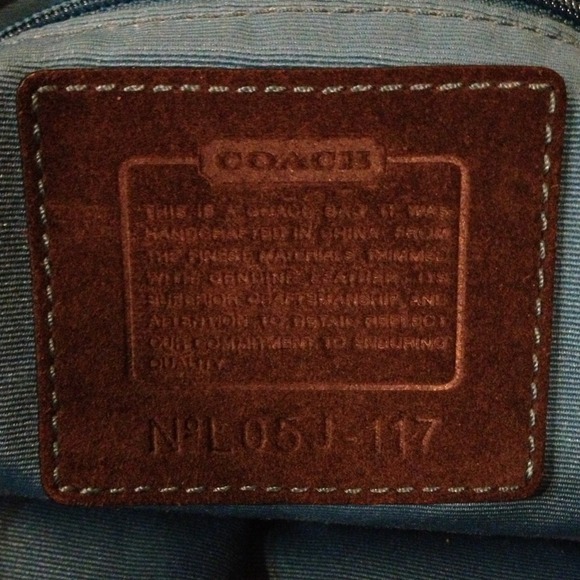 COACH
THIS IS A COACH BAG. IT WAS
HANDCRAFTED IN CHINA, FROM
THE FINEST MATERIALS, TRIMMED
WITH GENUINE LEATHER. ITS
SUPERIOR CRAFTSMANSHIP AND
ATTENTION TO DETAIL REFLECT
OUR COMMITMENT TO ENDURING
QUALITY.
Nº L05J-117